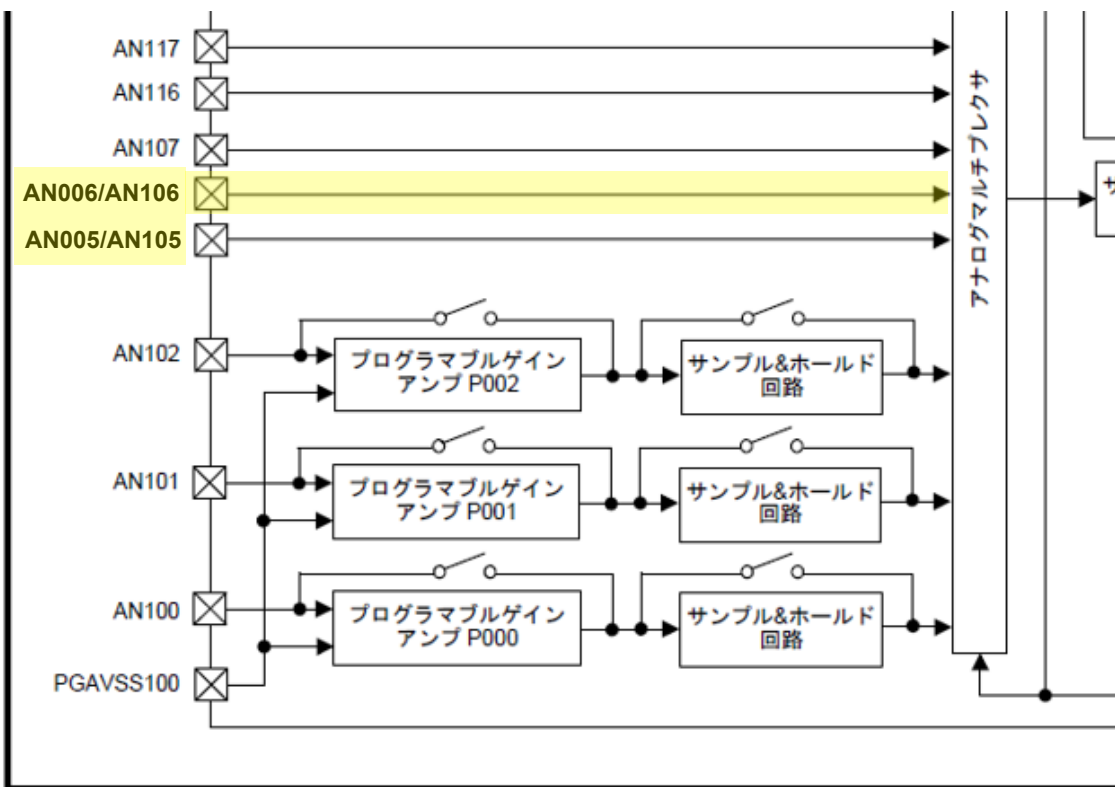 AN117
AN116
AN107
AN006/AN106
AN005/AN105
AN102
プログラマブルゲイン
アンプ P002
サンプル&ホールド
回路
AN101
プログラマブルゲイン
アンプ P001
サンプル&ホールド
回路
AN100
プログラマブルゲイン
アンプ P000
サンプル&ホールド
回路
PGAVSS100
アナログマルチプレクサ
サ